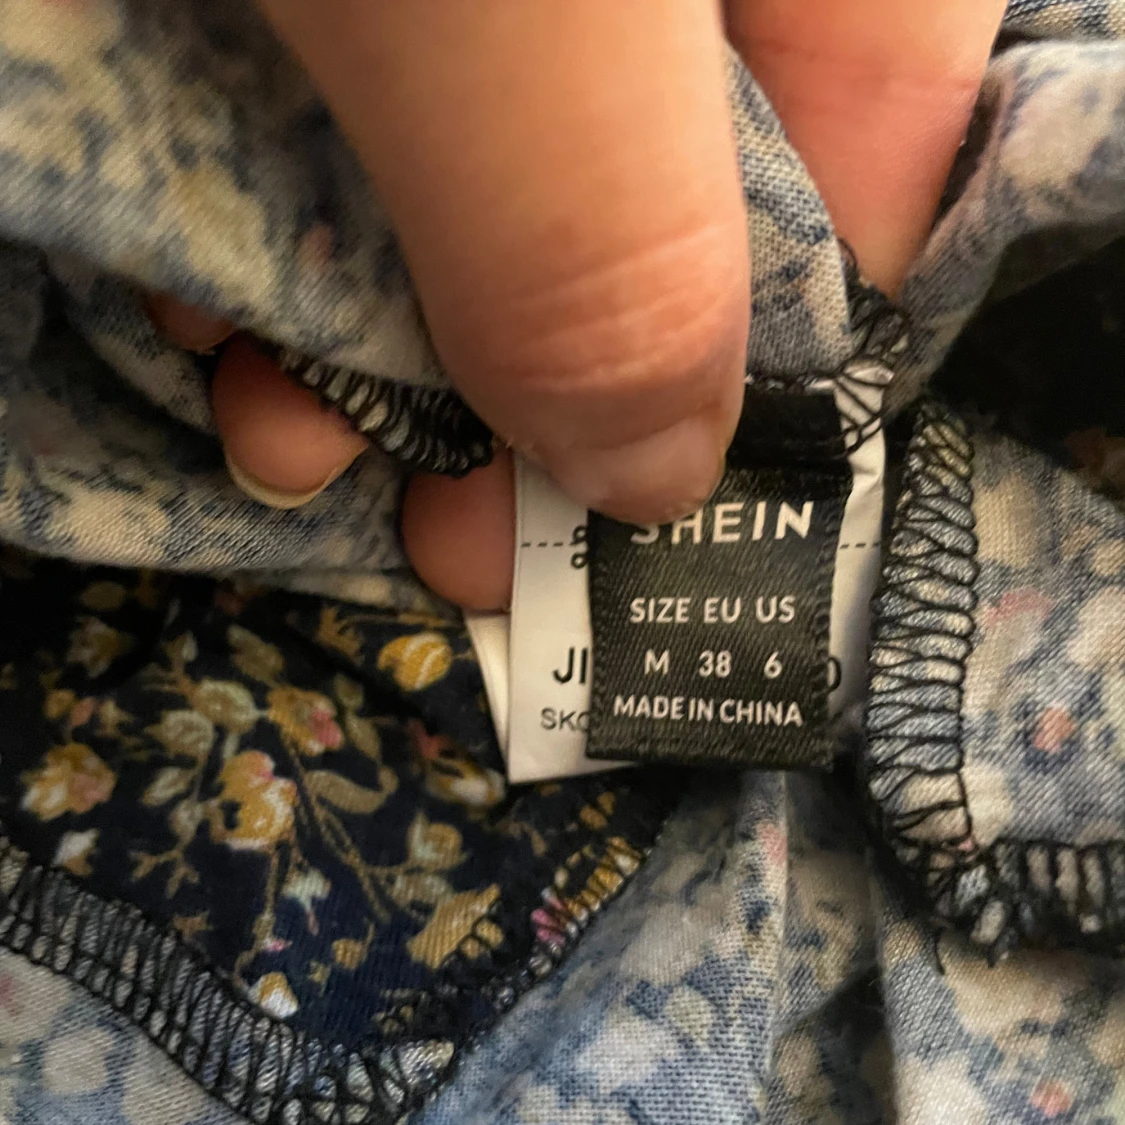 SHEIN
SIZE EU US
M 38 6
MADE IN CHINA